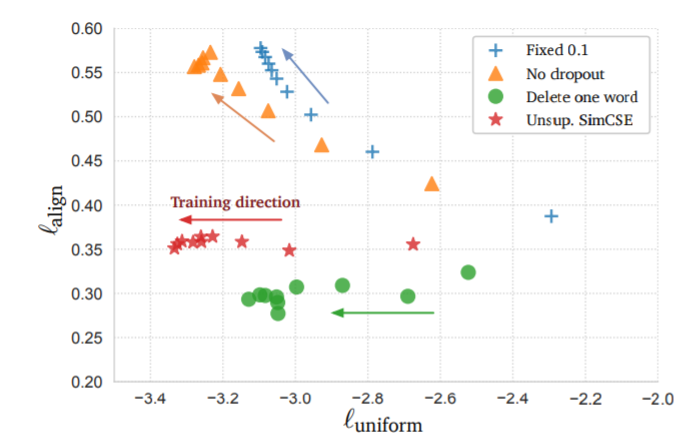 0.60
0.55
0.50
0.45
0.40
0.35
0.30
0.25
0.20
ℓalign
Fixed 0.1
No dropout
Delete one word
Unsup. SimCSE
Training direction
−3.4 −3.2 −3.0 −2.8 −2.6 −2.4 −2.2 −2.0
ℓuniform